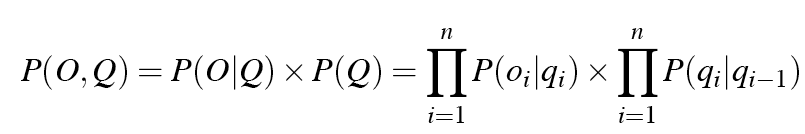 P(O,Q) = P(O|Q) × P(Q) = ∏_{i=1}^{n} P(o_i|q_i) × ∏_{i=1}^{n} P(q_i|q_{i−1})